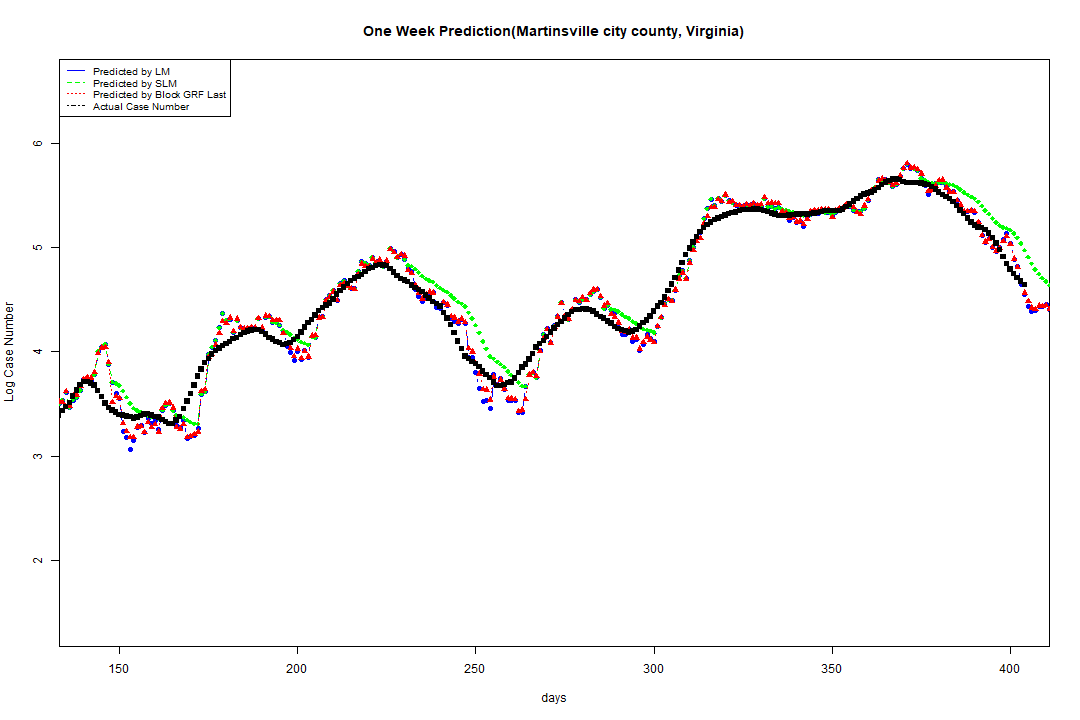 One Week Prediction(Martinsville city county, Virginia)
Predicted by LM
Predicted by SLM
Predicted by Block GRF Last
Actual Case Number
6
5
4
3
2
Log Case Number
150 200 250 300 350 400
days